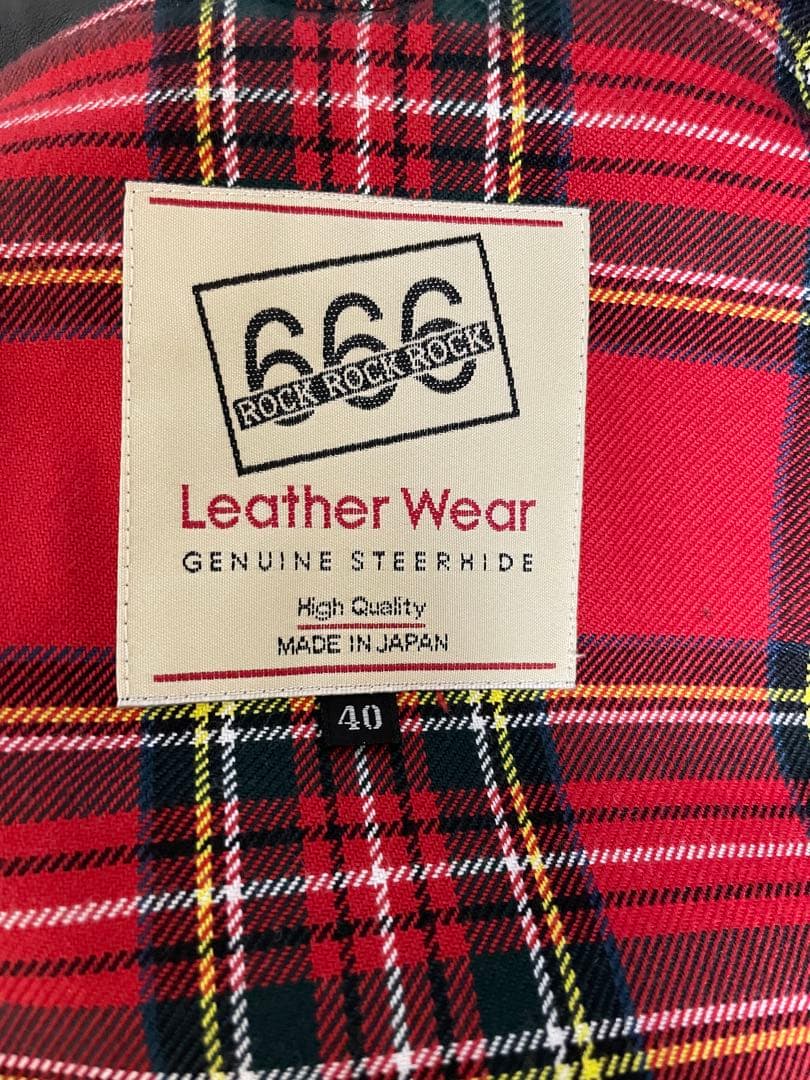 666
ROCK ROCK ROCK
Leather Wear
GENUINE STEERHIDE
High Quality
MADE IN JAPAN
40